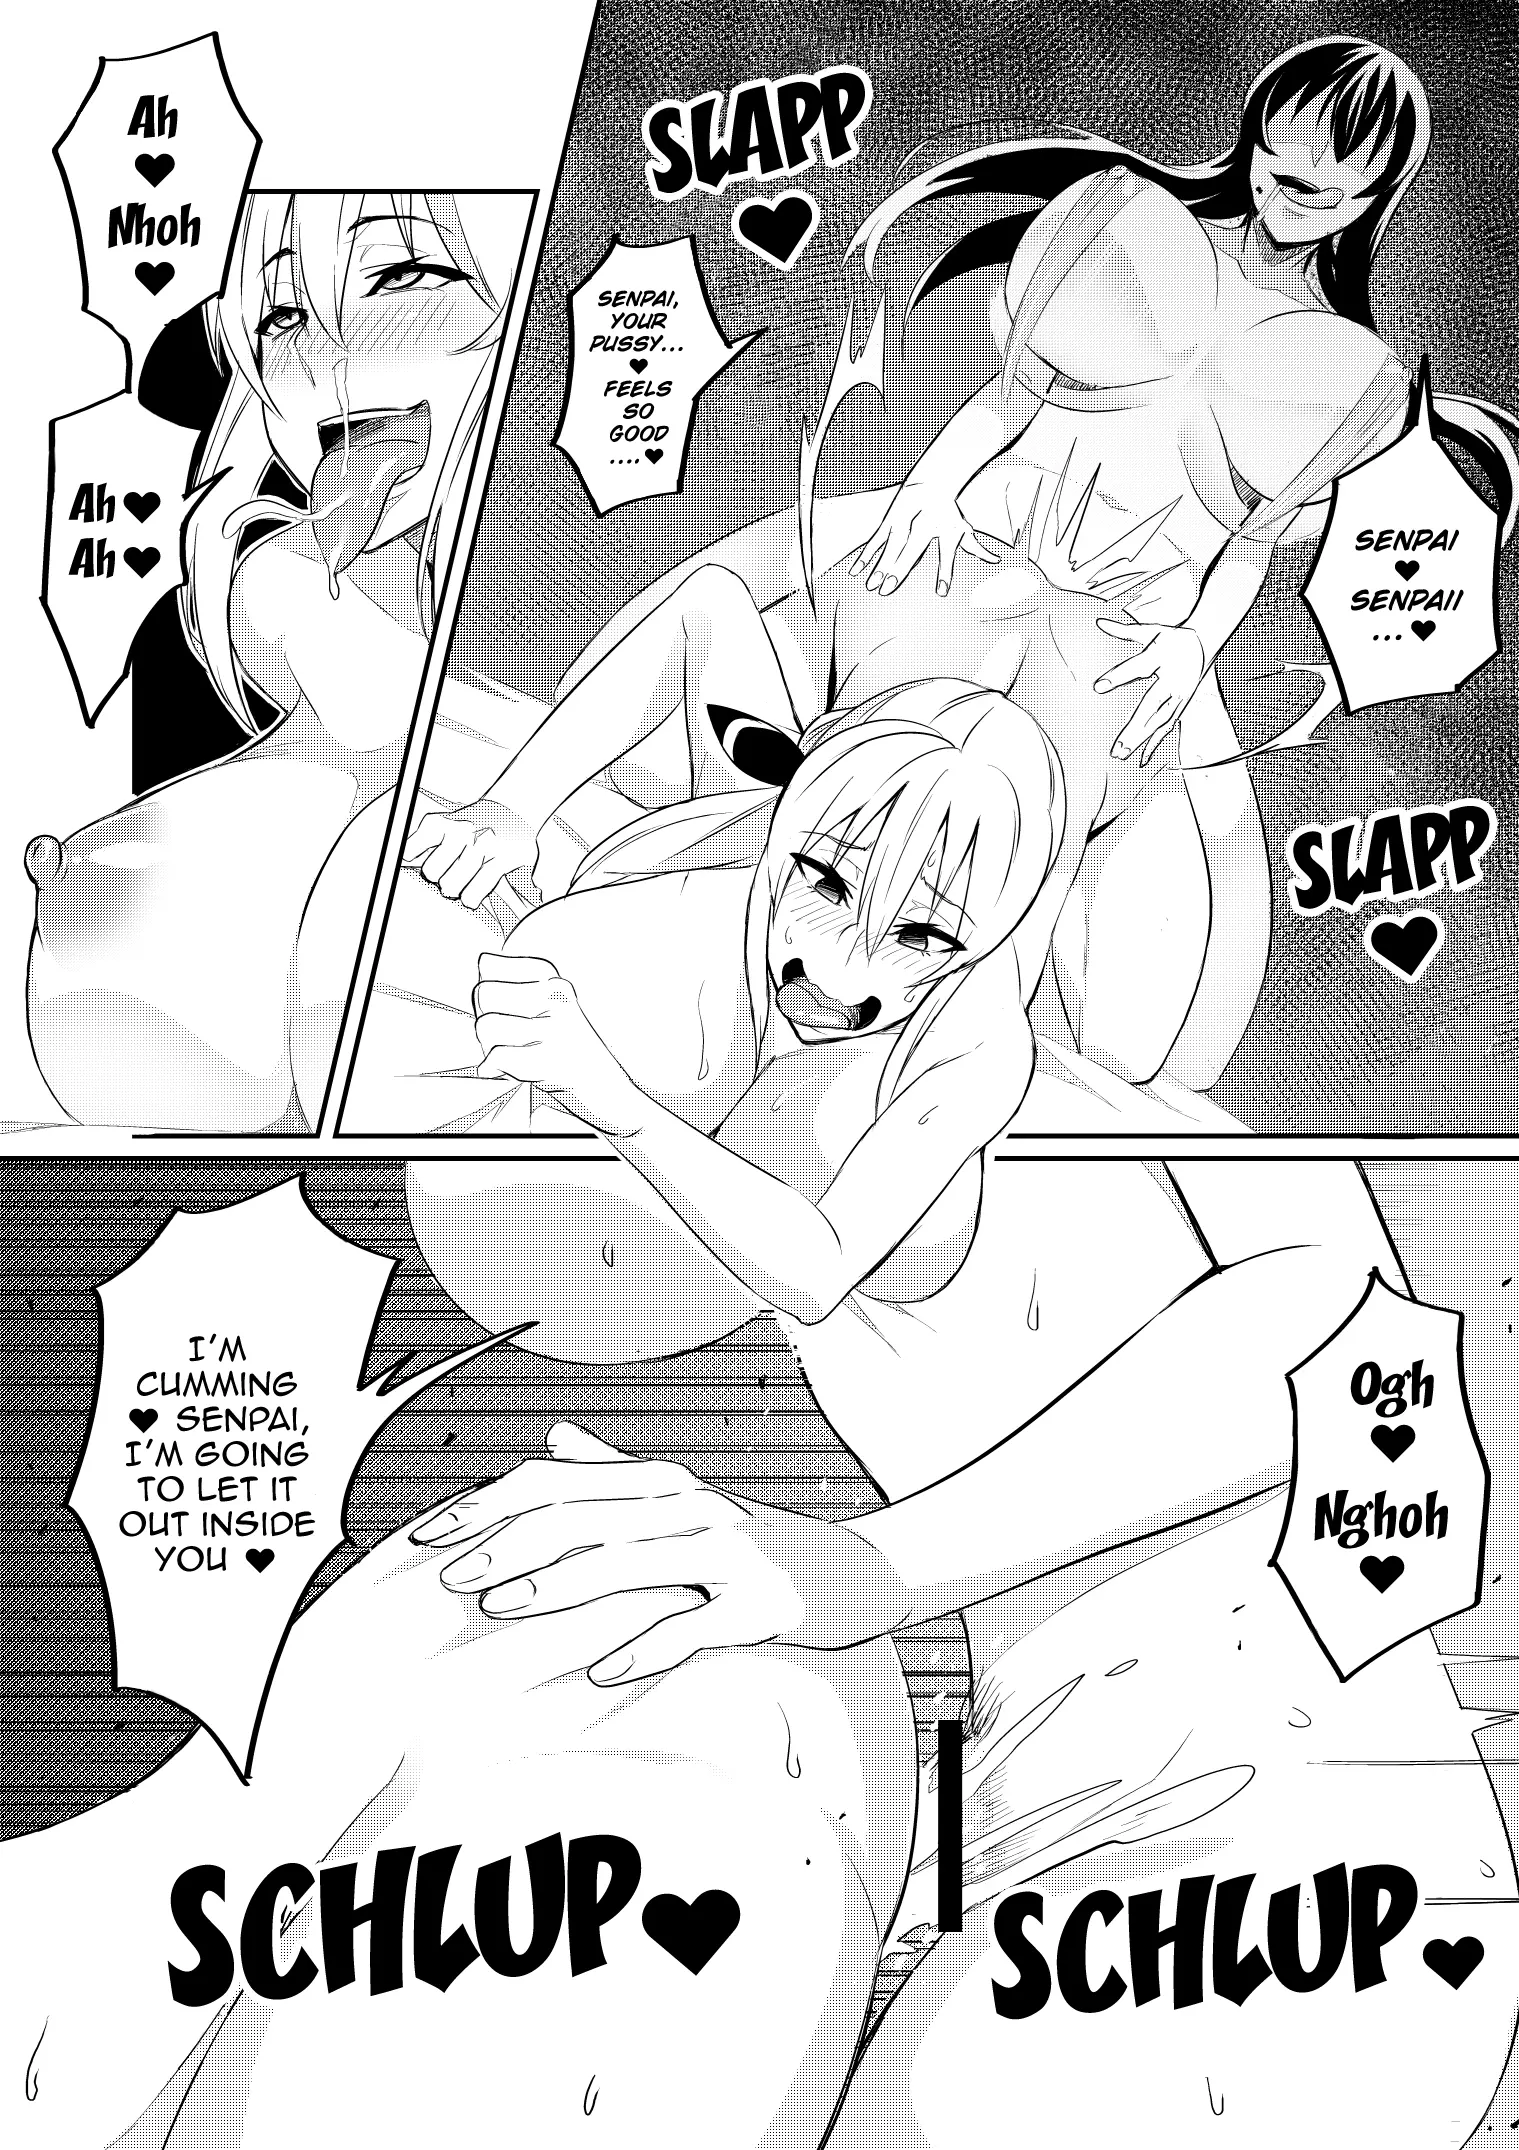 SLAPP
♥
SENPAI
♥
SENPAII
...♥
SENPAI,
YOUR
PUSSY...
♥
FEELS
SO
GOOD
....♥
SLAPP
♥
Ah
♥
Nhoh
♥
Ah♥
Ah♥
Ogh
♥
Nghoh
♥
I'M
CUMMING
♥ SENPAI,
I'M GOING
TO LET IT
OUT INSIDE
YOU ♥
SCHLUP♥
SCHLUP♥